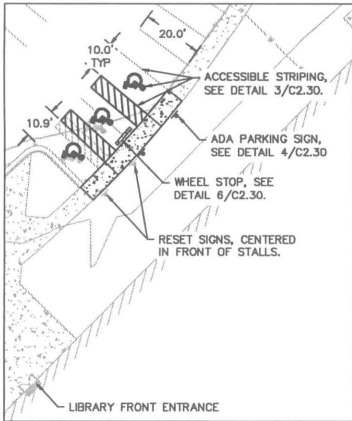 20.0'
10.0'
TYP
10.9'
ACCESSIBLE STRIPING,
SEE DETAIL 3/C2.30.
ADA PARKING SIGN,
SEE DETAIL 4/C2.30
WHEEL STOP, SEE
DETAIL 6/C2.30.
RESET SIGNS, CENTERED
IN FRONT OF STALLS.
LIBRARY FRONT ENTRANCE